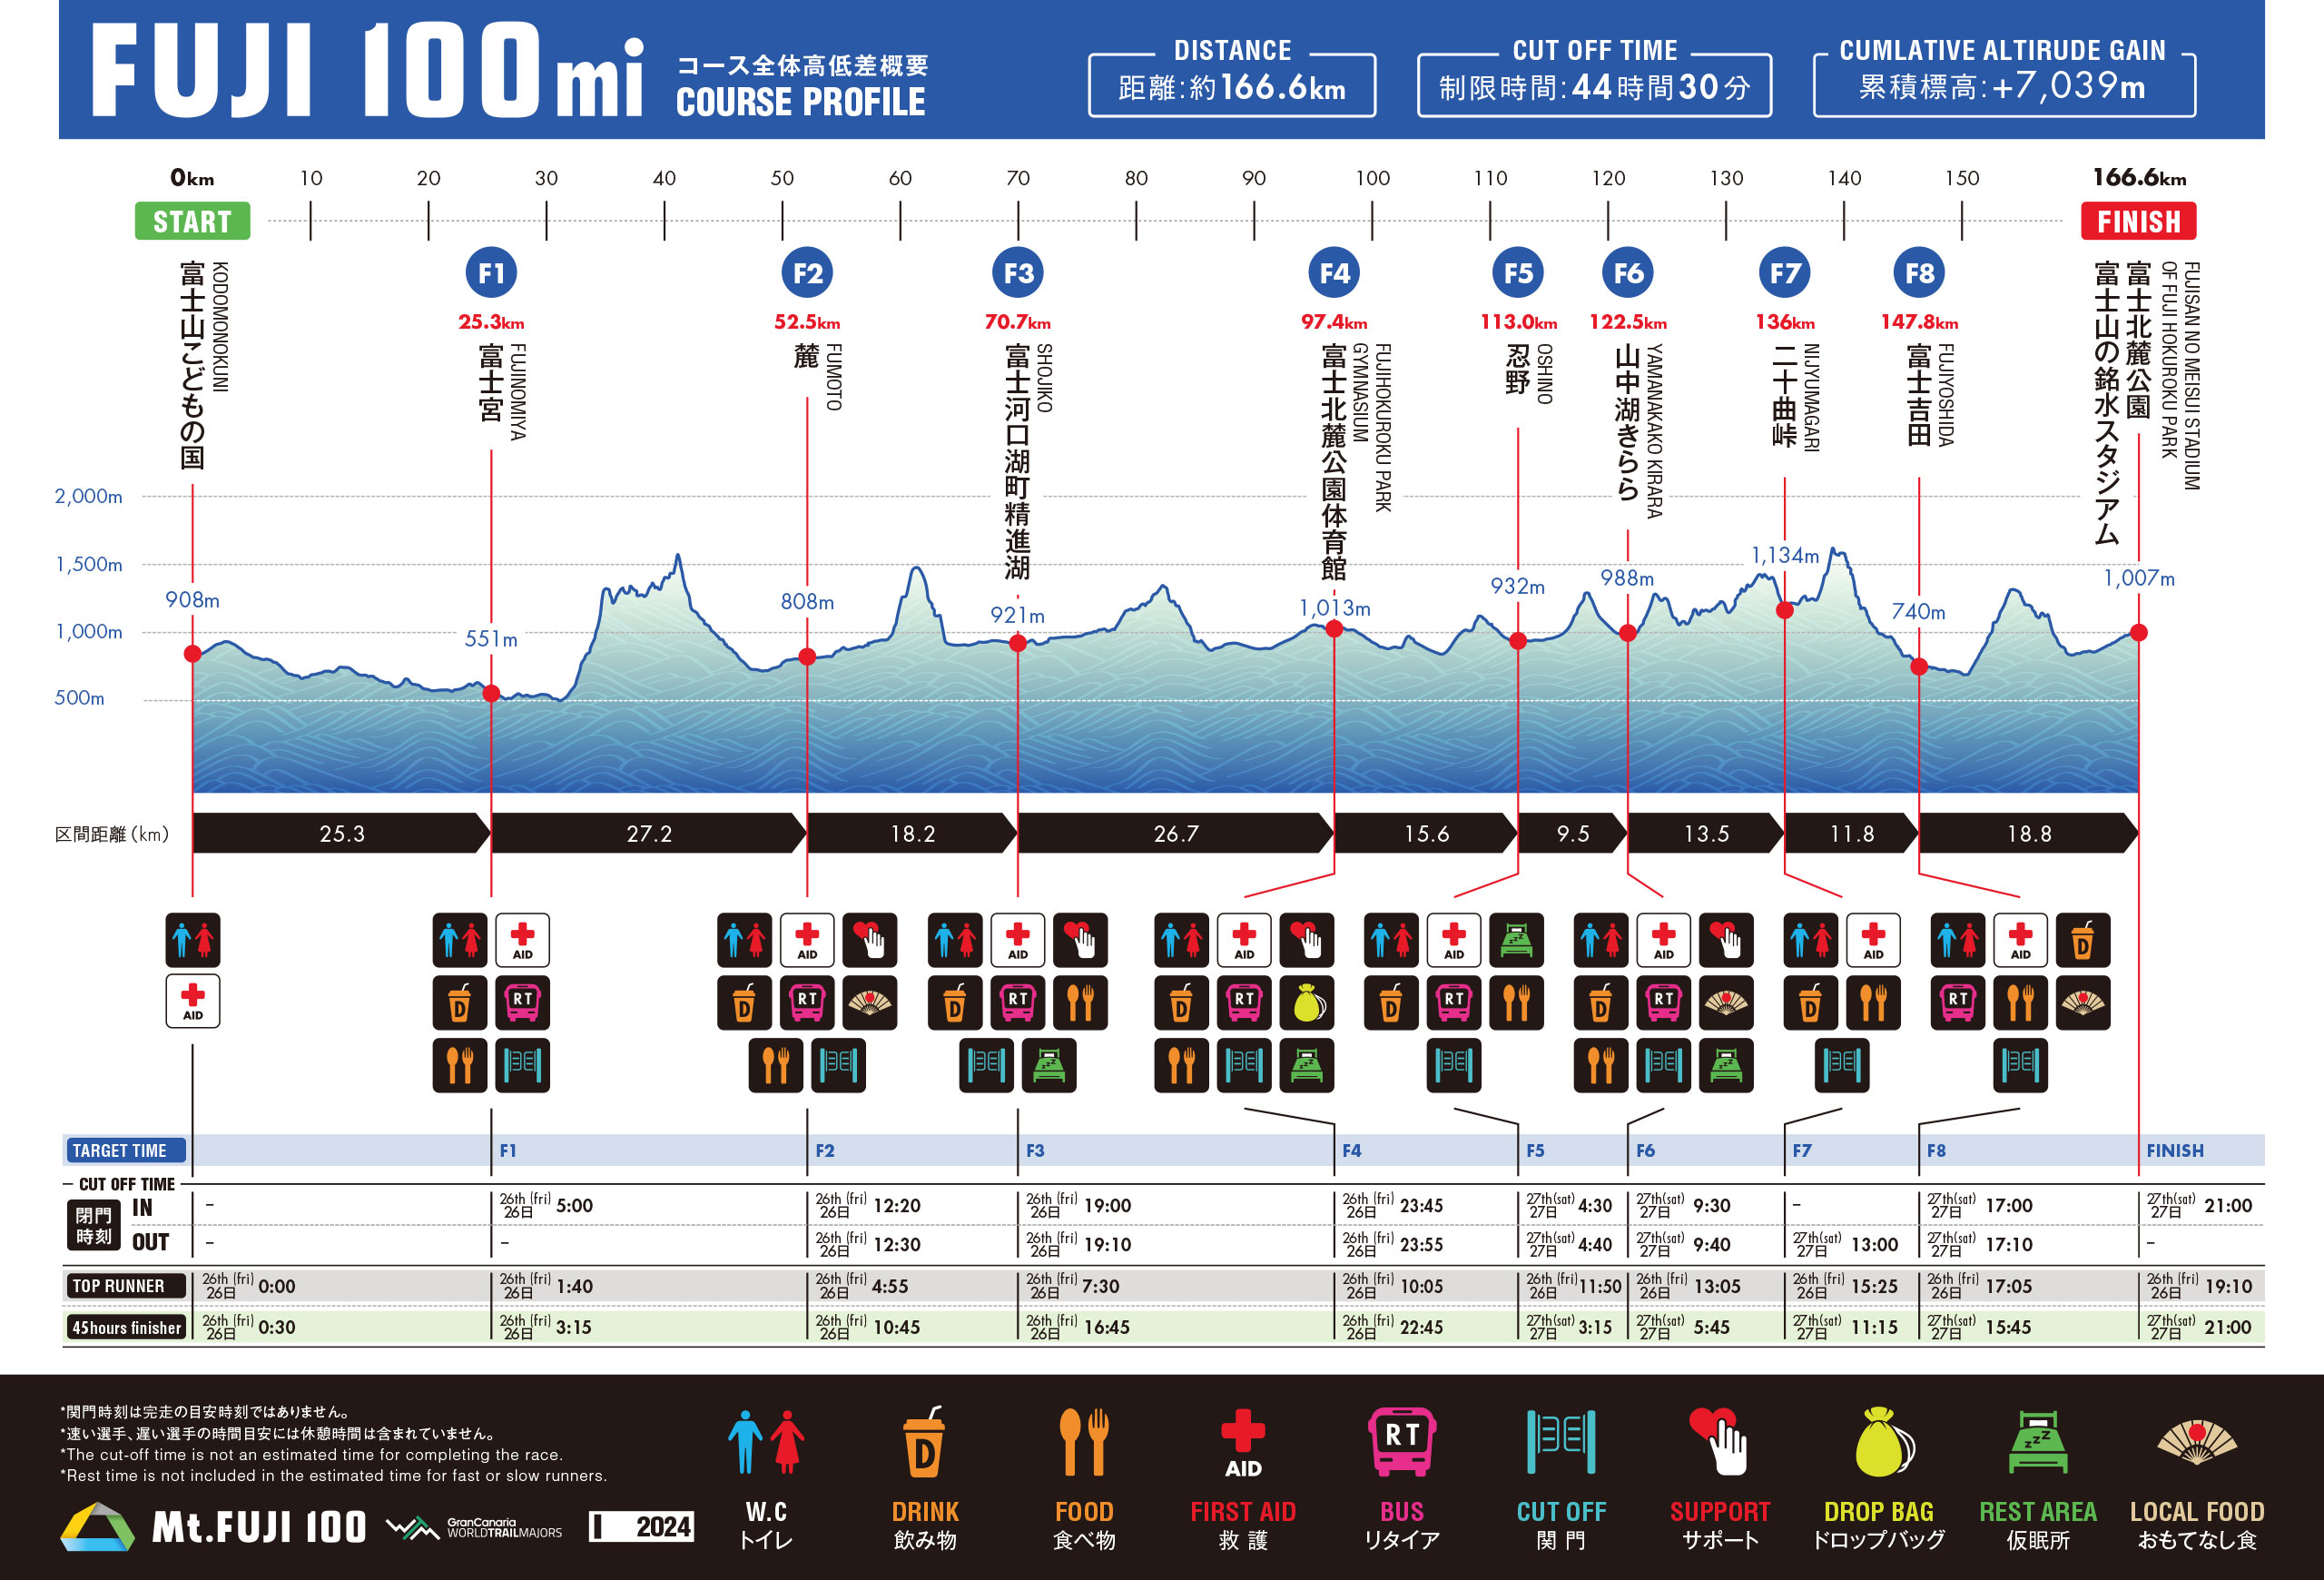 FUJI 100mi
コース全体高低差概要
COURSE PROFILE
DISTANCE
距離:約166.6km
CUT OFF TIME
制限時間:44時間30分
CUMLATIVE ALTIRUDE GAIN
累積標高:+7,039m
0km 10 20 30 40 50 60 70 80 90 100 110 120 130 140 150 166.6km
START
FINISH
富士山こどもの国
KODOMONOKUNI
F1
25.3km
富士宮
FUJINOMIYA
F2
52.5km
麓
FUMOTO
F3
70.7km
富士河口湖町精進湖
SHOJIKO
F4
97.4km
富士北麓公園体育館
FUJIHOKUROKU PARK
GYMNASIUM
F5
113.0km
忍野
OSHINO
F6
122.5km
山中湖きらら
YAMANAKAKO KIRARA
F7
136km
二十曲峠
NIJYUMAGARI
F8
147.8km
富士吉田
FUJIYOSHIDA
富士北麓公園
富士山の銘水スタジアム
FUJISAN NO MEISUI STADIUM
OF FUJI HOKUROKU PARK
2,000m
1,500m
1,000m
500m
908m
551m
808m
921m
1,013m
932m
988m
1,134m
740m
1,007m
区間距離(km) 25.3 27.2 18.2 26.7 15.6 9.5 13.5 11.8 18.8
AID AID AID AID AID AID AID AID AID
D RT D RT D RT D RT D RT D RT D RT D
TARGET TIME F1 F2 F3 F4 F5 F6 F7 F8 FINISH
CUT OFF TIME
閉門
時刻
IN – 26th (fri) 26日 5:00 26th (fri) 26日 12:20 26th (fri) 26日 19:00 26th (fri) 26日 23:45 27th(sat) 27日 4:30 27th(sat) 27日 9:30 – 27th(sat) 27日 17:00 27th(sat) 27日 21:00
OUT – – 26th (fri) 26日 12:30 26th (fri) 26日 19:10 26th (fri) 26日 23:55 27th(sat) 27日 4:40 27th(sat) 27日 9:40 27th(sat) 27日 13:00 27th(sat) 27日 17:10 –
TOP RUNNER 26th (fri) 26日 0:00 26th (fri) 26日 1:40 26th (fri) 26日 4:55 26th (fri) 26日 7:30 26th (fri) 26日 10:05 26th (fri) 26日 11:50 26th (fri) 26日 13:05 26th (fri) 26日 15:25 26th (fri) 26日 17:05 26th (fri) 26日 19:10
45hours finisher 26th (fri) 26日 0:30 26th (fri) 26日 3:15 26th (fri) 26日 10:45 26th (fri) 26日 16:45 26th (fri) 26日 22:45 27th(sat) 27日 3:15 27th(sat) 27日 5:45 27th(sat) 27日 11:15 27th(sat) 27日 15:45 27th(sat) 27日 21:00
*関門時刻は完走の目安時刻ではありません。
*速い選手、遅い選手の時間目安には休憩時間は含まれていません。
*The cut-off time is not an estimated time for completing the race.
*Rest time is not included in the estimated time for fast or slow runners.
Mt.FUJI 100
GranCanaria
WORLDTRAILMAJORS
2024
D AID RT zzZ
W.C DRINK FOOD FIRST AID BUS CUT OFF SUPPORT DROP BAG REST AREA LOCAL FOOD
トイレ 飲み物 食べ物 救護 リタイア 関門 サポート ドロップバッグ 仮眠所 おもてなし食